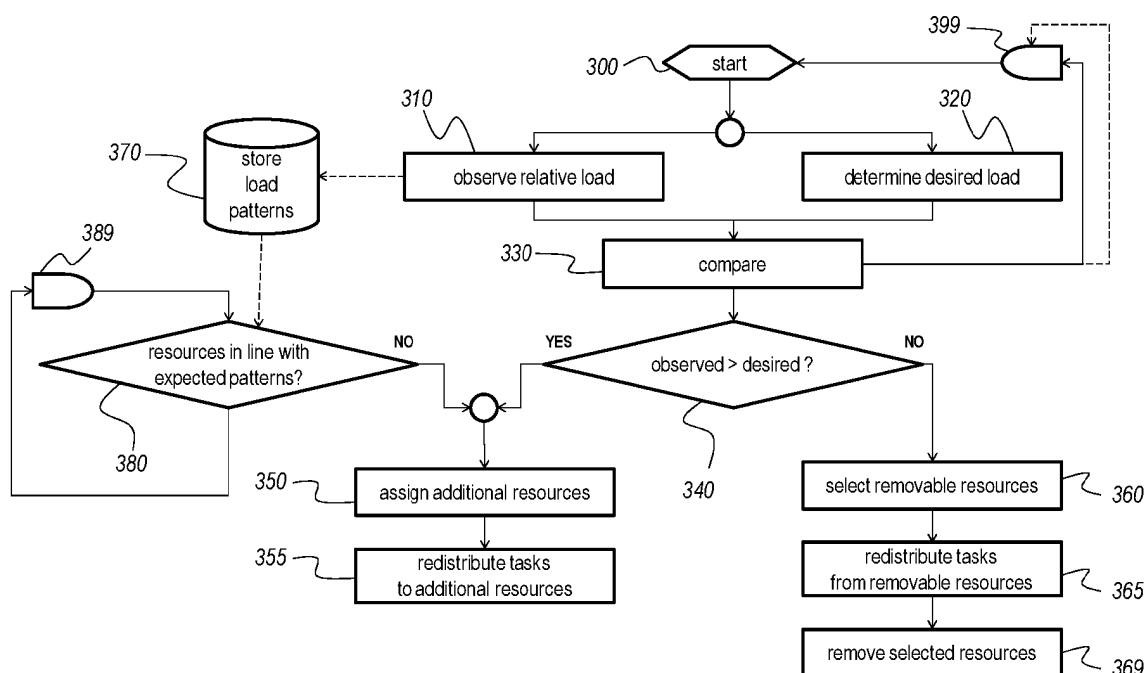 399
300
start
310
320
370
store
load
patterns
observe relative load
determine desired load
389
330
compare
resources in line with
expected patterns?
NO
YES
observed > desired ?
NO
380
340
350
assign additional resources
select removable resources
360
355
redistribute tasks
to additional resources
redistribute tasks
from removable resources
365
remove selected resources
369